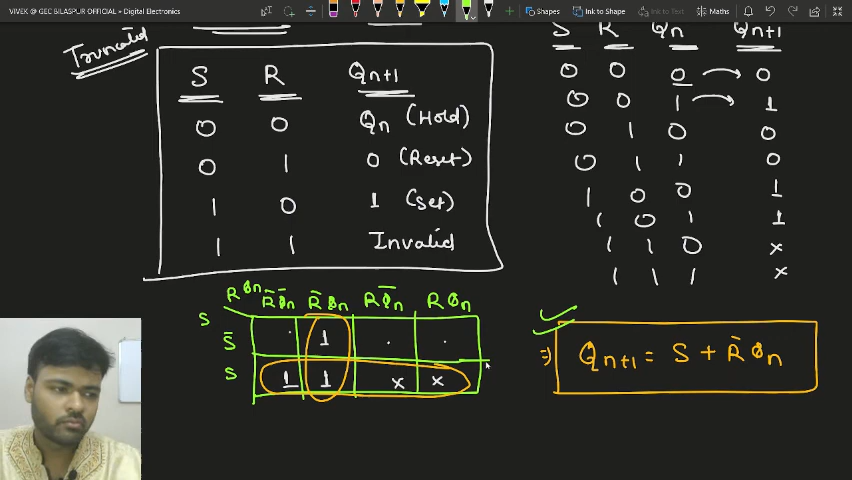 VIVEK @ GEC BILASPUR OFFICIAL » Digital Electronics
Shapes Ink to Shape Ink to Text Maths
Truncated
S R Qn+1
0 0 Qn (Hold)
0 1 0 (Reset)
1 0 1 (Set)
1 1 Invalid
S R Qn Qn+1
0 0 0 → 0
0 0 1 → 1
0 1 0 0
0 1 1 0
1 0 0 1
1 0 1 1
1 1 0 x
1 1 1 x
RQn R̄Q̄n R̄Qn RQ̄n RQn
S
S̄ . 1 . .
S 1 1 x x
⇒ Qn+1 = S + R̄Qn